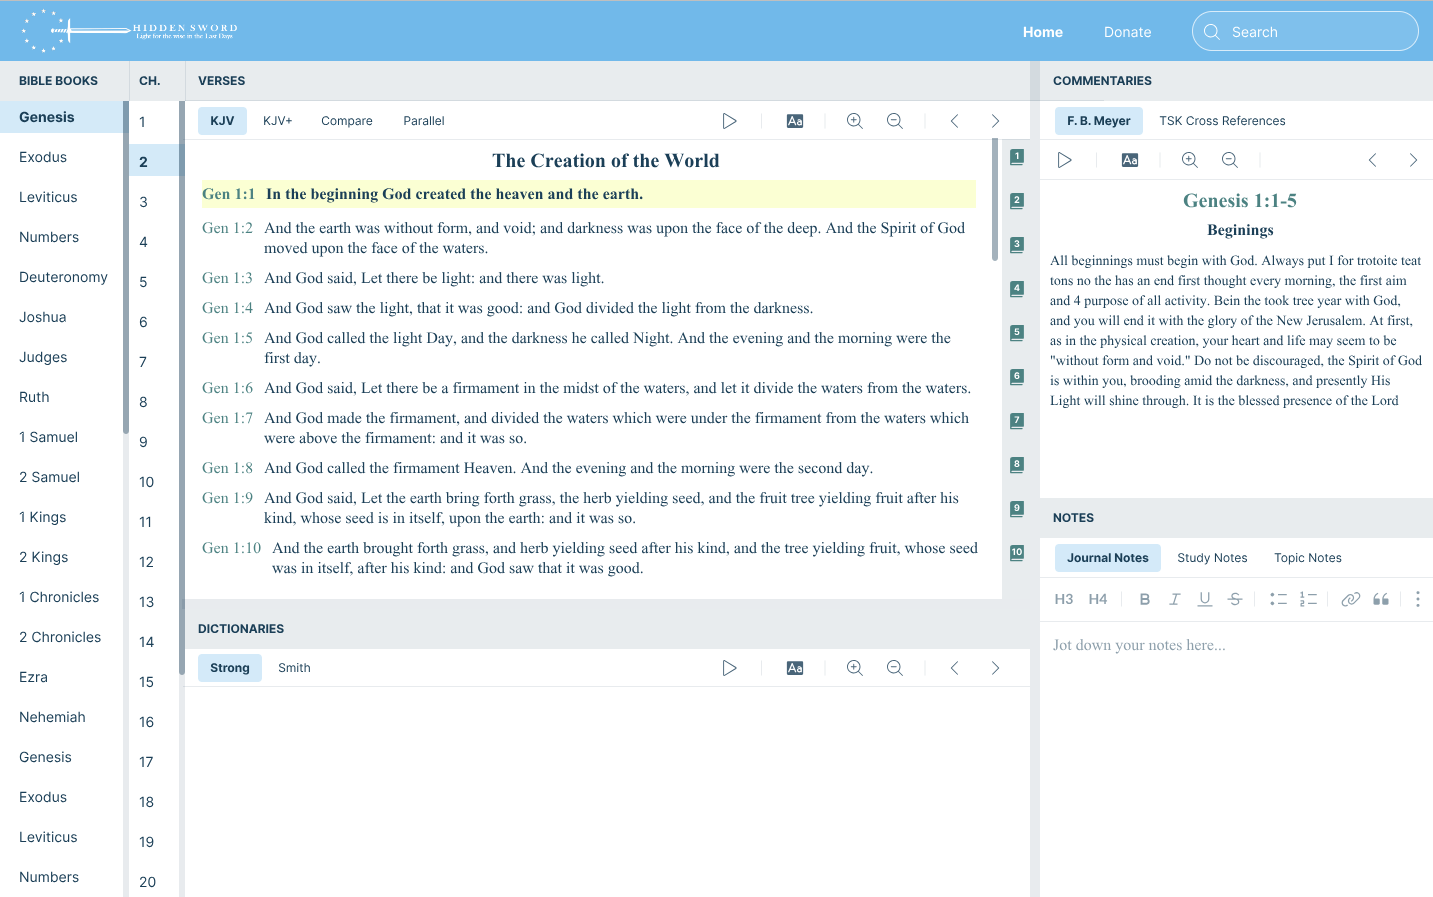 HIDDEN SWORD
Light for the wise in the Last Days
Home
Donate
Search
BIBLE BOOKS
Genesis
Exodus
Leviticus
Numbers
Deuteronomy
Joshua
Judges
Ruth
1 Samuel
2 Samuel
1 Kings
2 Kings
1 Chronicles
2 Chronicles
Ezra
Nehemiah
Genesis
Exodus
Leviticus
Numbers
CH.
1
2
3
4
5
6
7
8
9
10
11
12
13
14
15
16
17
18
19
20
VERSES
KJV KJV+ Compare Parallel Aa
The Creation of the World
Gen 1:1 In the beginning God created the heaven and the earth.
Gen 1:2 And the earth was without form, and void; and darkness was upon the face of the deep. And the Spirit of God
moved upon the face of the waters.
Gen 1:3 And God said, Let there be light: and there was light.
Gen 1:4 And God saw the light, that it was good: and God divided the light from the darkness.
Gen 1:5 And God called the light Day, and the darkness he called Night. And the evening and the morning were the
first day.
Gen 1:6 And God said, Let there be a firmament in the midst of the waters, and let it divide the waters from the waters.
Gen 1:7 And God made the firmament, and divided the waters which were under the firmament from the waters which
were above the firmament: and it was so.
Gen 1:8 And God called the firmament Heaven. And the evening and the morning were the second day.
Gen 1:9 And God said, Let the earth bring forth grass, the herb yielding seed, and the fruit tree yielding fruit after his
kind, whose seed is in itself, upon the earth: and it was so.
Gen 1:10 And the earth brought forth grass, and herb yielding seed after his kind, and the tree yielding fruit, whose seed
was in itself, after his kind: and God saw that it was good.
1
2
3
4
5
6
7
8
9
10
DICTIONARIES
Strong Smith Aa
COMMENTARIES
F. B. Meyer TSK Cross References
Aa
Genesis 1:1-5
Beginings
All beginnings must begin with God. Always put I for trotoite teat
tons no the has an end first thought every morning, the first aim
and 4 purpose of all activity. Bein the took tree year with God,
and you will end it with the glory of the New Jerusalem. At first,
as in the physical creation, your heart and life may seem to be
"without form and void." Do not be discouraged, the Spirit of God
is within you, brooding amid the darkness, and presently His
Light will shine through. It is the blessed presence of the Lord
NOTES
Journal Notes Study Notes Topic Notes
H3 H4 B I U S
Jot down your notes here...